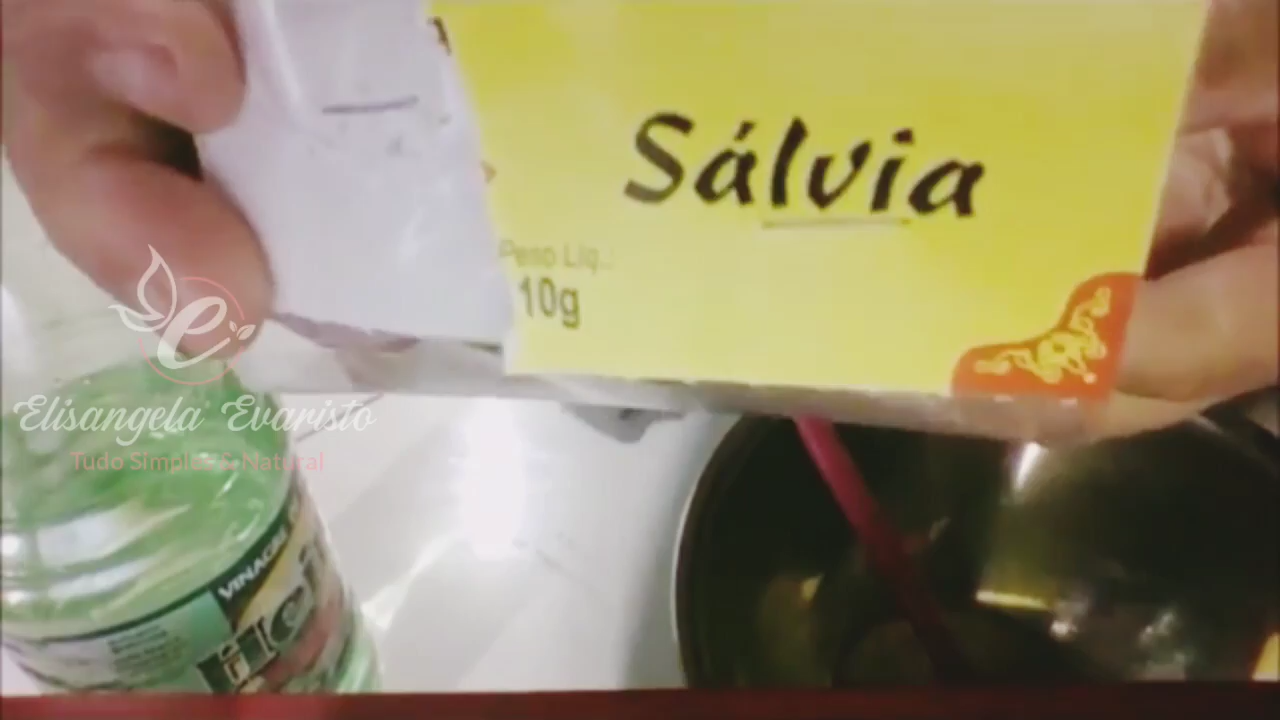 Sálvia
Peso Líq.:
10g
e
Elisangela Evaristo
Tudo Simples & Natural
VINAGRE